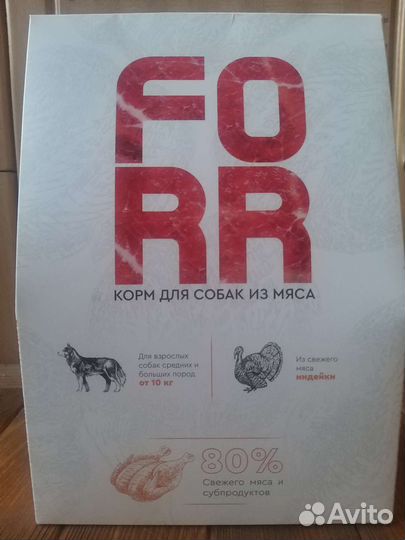 FO
RR
КОРМ ДЛЯ СОБАК ИЗ МЯСА
Для взрослых
собак средних и
больших пород
от 10 кг
Из свежего
мяса
индейки
80%
Свежего мяса и
субпродуктов
Avito